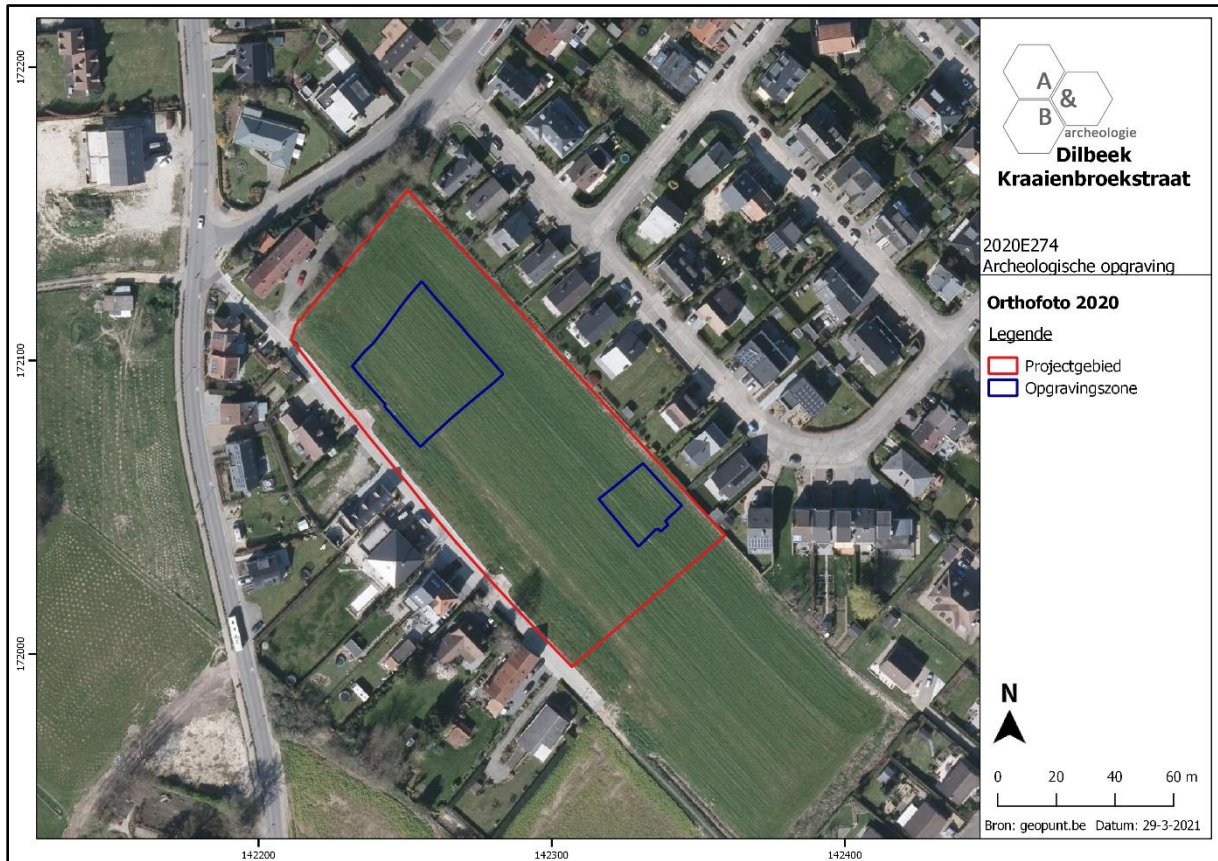 172200
172100
172000
142200
142300
142400
A
&
B
archeologie
Dilbeek
Kraaienbroekstraat
2020E274
Archeologische opgraving
Orthofoto 2020
Legende
Projectgebied
Opgravingszone
N
0 20 40 60 m
Bron: geopunt.be Datum: 29-3-2021